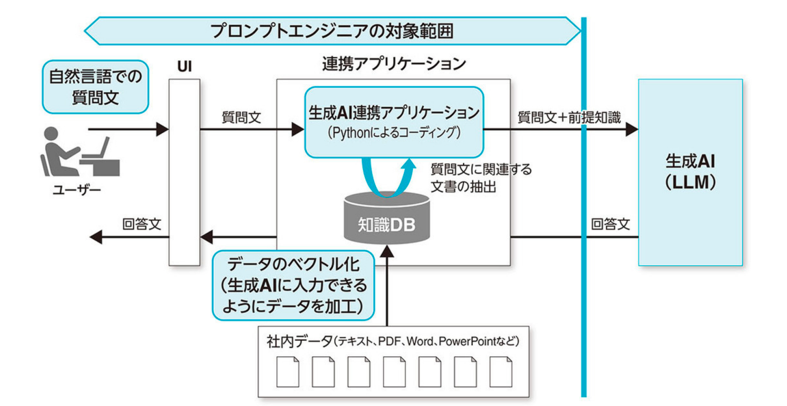 プロンプトエンジニアの対象範囲
自然言語での
質問文
UI
連携アプリケーション
質問文
生成AI連携アプリケーション
（Pythonによるコーディング）
質問文＋前提知識
生成AI
（LLM）
ユーザー
質問文に関連する
文書の抽出
知識DB
回答文
回答文
データのベクトル化
（生成AIに入力できる
ようにデータを加工）
社内データ（テキスト、PDF、Word、PowerPointなど）